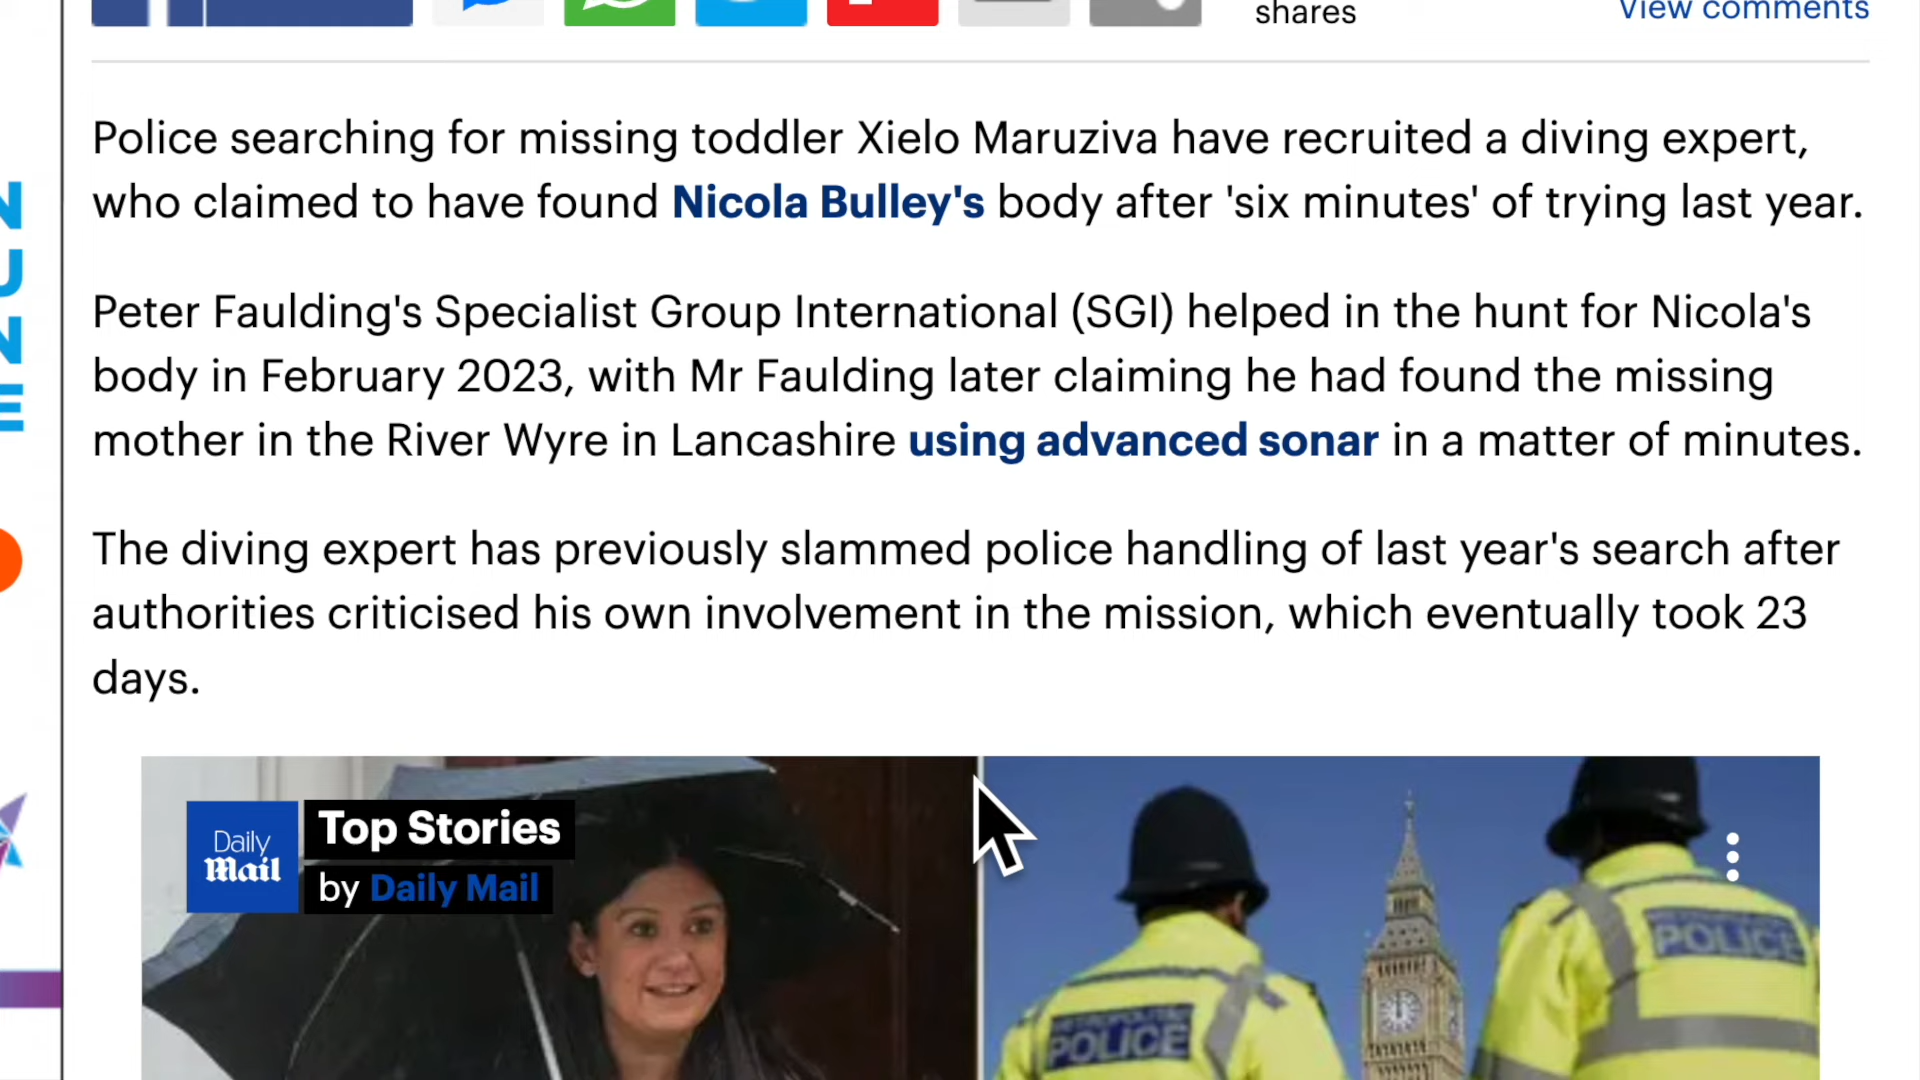 shares
View comments
Police searching for missing toddler Xielo Maruziva have recruited a diving expert,
who claimed to have found Nicola Bulley's body after 'six minutes' of trying last year.
Peter Faulding's Specialist Group International (SGI) helped in the hunt for Nicola's
body in February 2023, with Mr Faulding later claiming he had found the missing
mother in the River Wyre in Lancashire using advanced sonar in a matter of minutes.
The diving expert has previously slammed police handling of last year's search after
authorities criticised his own involvement in the mission, which eventually took 23
days.
Daily
Mail
Top Stories
by Daily Mail
METROPOLITAN
POLICE
POLICE